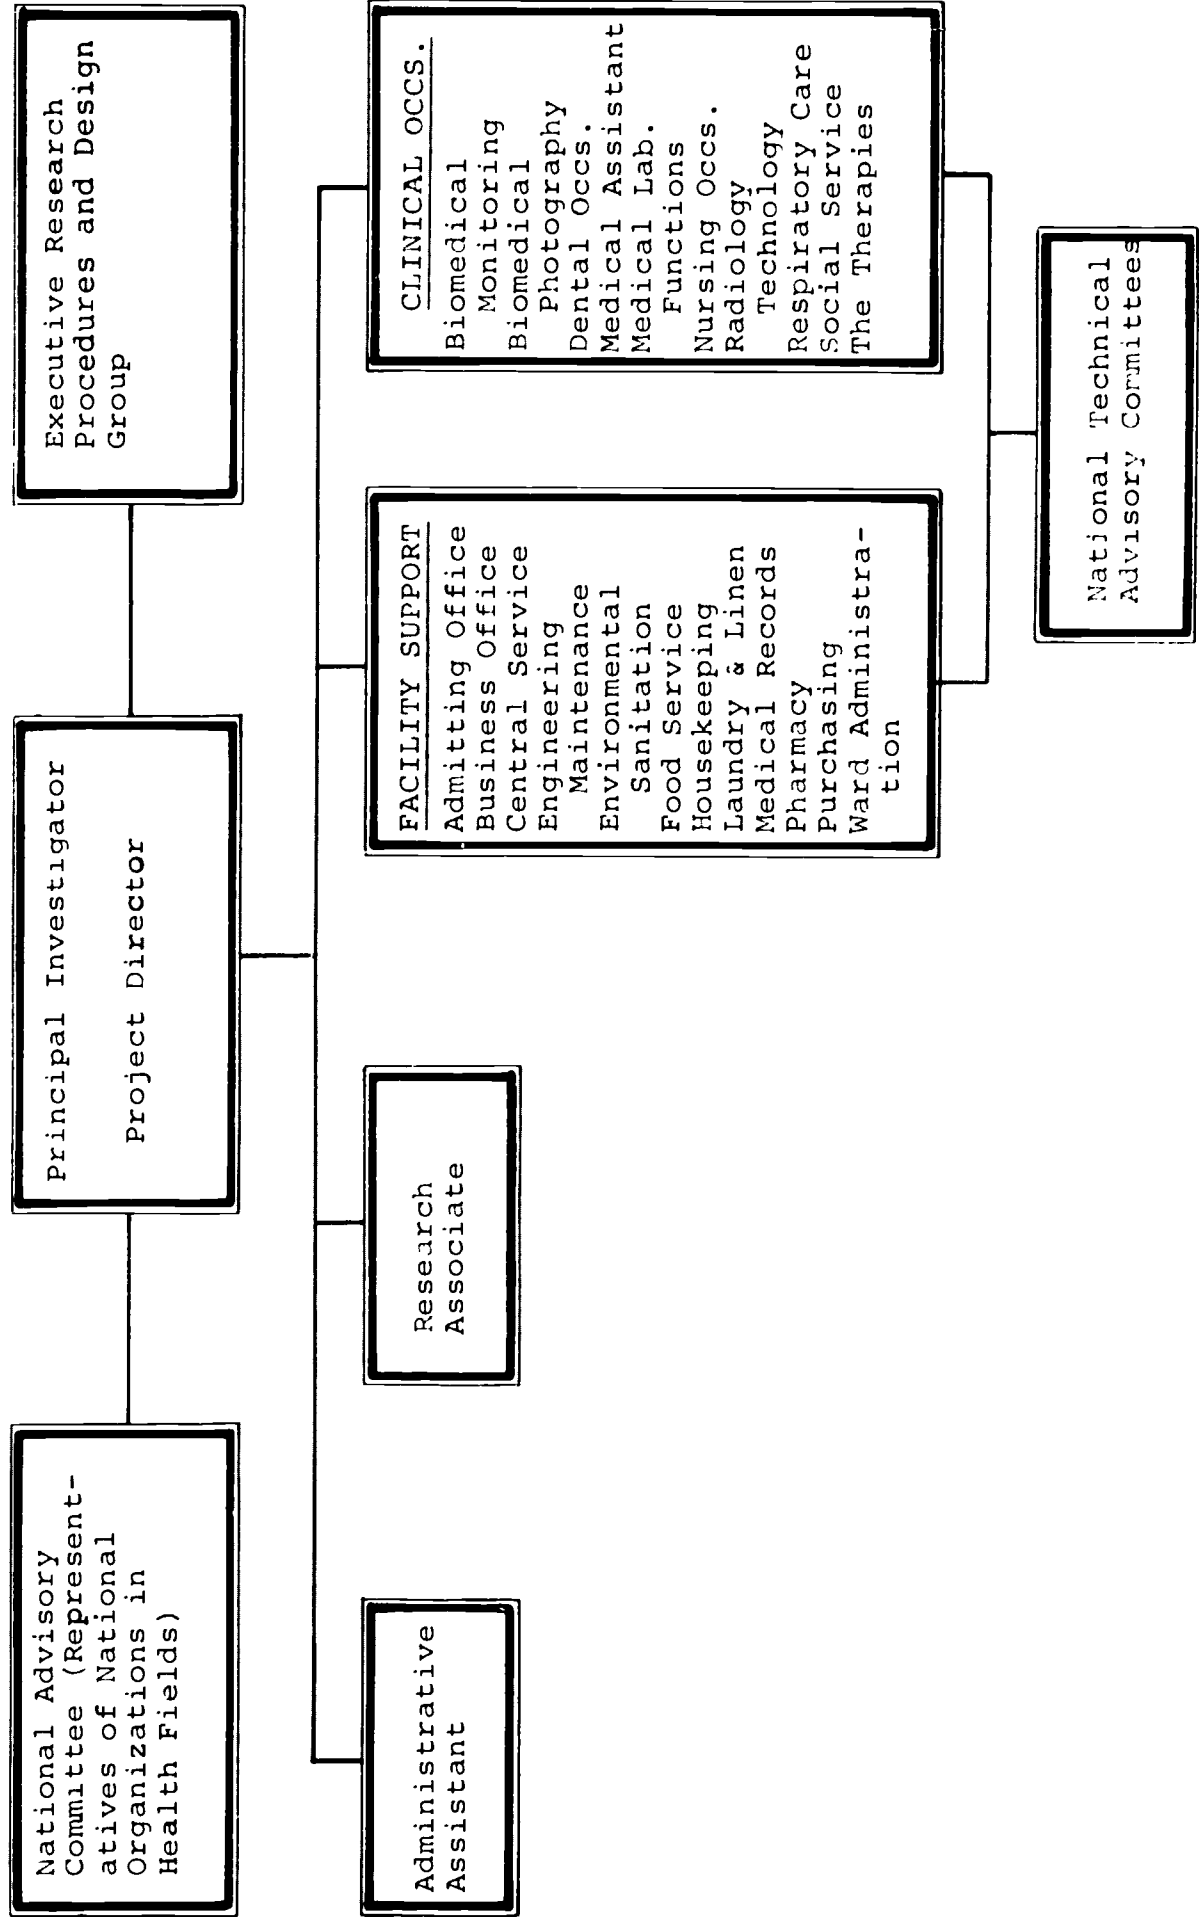 National Advisory
Committee (Represent-
atives of National
Organizations in
Health Fields)
Principal Investigator
Project Director
Executive Research
Procedures and Design
Group
Administrative
Assistant
Research
Associate
FACILITY SUPPORT
Admitting Office
Business Office
Central Service
Engineering
Maintenance
Environmental
Sanitation
Food Service
Housekeeping
Laundry & Linen
Medical Records
Pharmacy
Purchasing
Ward Administra-
tion
CLINICAL OCCS.
Biomedical
Monitoring
Biomedical
Photography
Dental Occs.
Medical Assistant
Medical Lab.
Functions
Nursing Occs.
Radiology
Technology
Respiratory Care
Social Service
The Therapies
National Technical
Advisory Committees